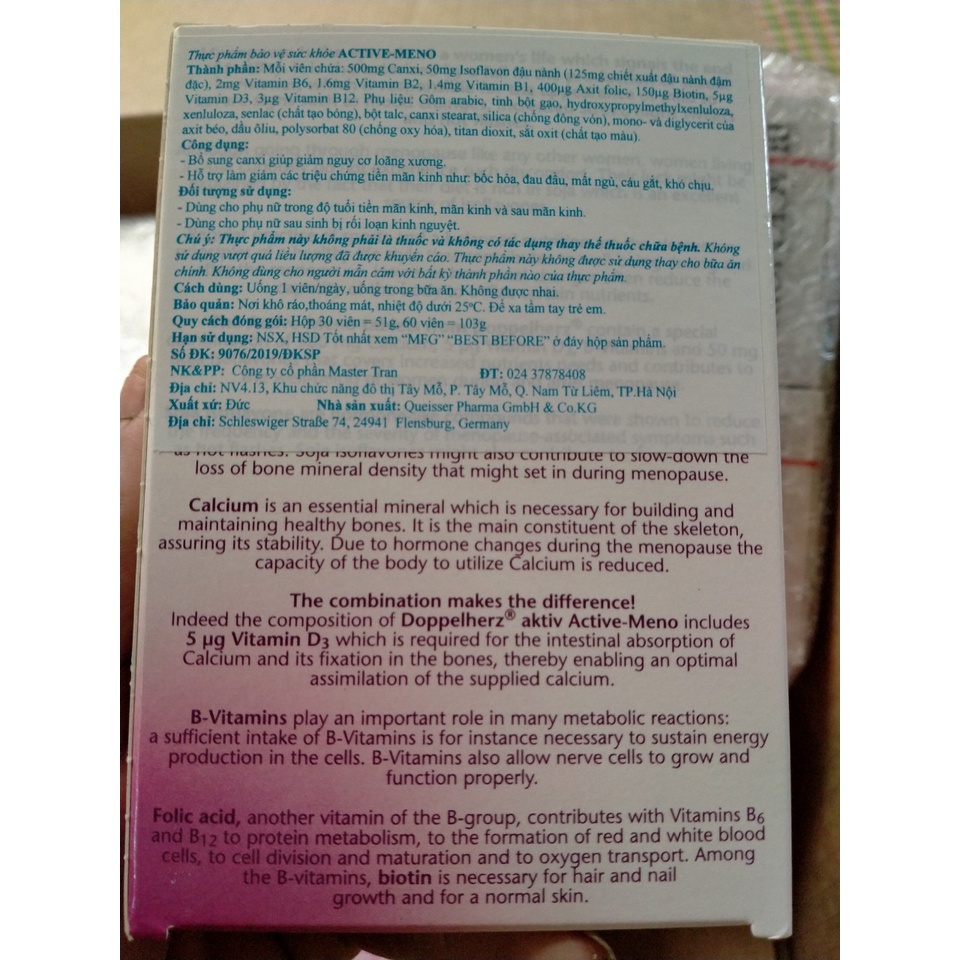 Thực phẩm bảo vệ sức khỏe ACTIVE-MENO
Thành phần: Mỗi viên chứa: 500mg Canxi, 50mg Isoflavon đậu nành (125mg chiết xuất đậu nành đậm
đặc), 2mg Vitamin B6, 1.6mg Vitamin B2, 1.4mg Vitamin B1, 400µg Axit folic, 150µg Biotin, 5µg
Vitamin D3, 3µg Vitamin B12. Phụ liệu: Gôm arabic, tinh bột gạo, hydroxypropylmethylxenluloza,
xenluloza, senlac (chất tạo bóng), bột talc, canxi stearat, silica (chống đông vón), mono- và diglycerit của
axit béo, dầu ôliu, polysorbat 80 (chống oxy hóa), titan dioxit, sắt oxit (chất tạo màu).
Công dụng:
- Bổ sung canxi giúp giảm nguy cơ loãng xương.
- Hỗ trợ làm giảm các triệu chứng tiền mãn kinh như: bốc hỏa, đau đầu, mất ngủ, cáu gắt, khó chịu.
Đối tượng sử dụng:
- Dùng cho phụ nữ trong độ tuổi tiền mãn kinh, mãn kinh và sau mãn kinh.
- Dùng cho phụ nữ sau sinh bị rối loạn kinh nguyệt.
Chú ý: Thực phẩm này không phải là thuốc và không có tác dụng thay thế thuốc chữa bệnh. Không
sử dụng vượt quá liều lượng đã được khuyến cáo. Thực phẩm này không được sử dụng thay cho bữa ăn
chính. Không dùng cho người mẫn cảm với bất kỳ thành phần nào của thực phẩm.
Cách dùng: Uống 1 viên/ngày, uống trong bữa ăn. Không được nhai.
Bảo quản: Nơi khô ráo,thoáng mát, nhiệt độ dưới 25ºC. Để xa tầm tay trẻ em.
Quy cách đóng gói: Hộp 30 viên = 51g, 60 viên = 103g
Hạn sử dụng: NSX, HSD Tốt nhất xem “MFG” “BEST BEFORE” ở đáy hộp sản phẩm.
Số ĐK: 9076/2019/ĐKSP
NK&PP: Công ty cổ phần Master Tran ĐT: 024 37878408
Địa chỉ: NV4.13, Khu chức năng đô thị Tây Mỗ, P. Tây Mỗ, Q. Nam Từ Liêm, TP.Hà Nội
Xuất xứ: Đức Nhà sản xuất: Queisser Pharma GmbH & Co.KG
Địa chỉ: Schleswiger Straße 74, 24941 Flensburg, Germany
as hot flashes. Soja Isoflavones might also contribute to slow-down the
loss of bone mineral density that might set in during menopause.
Calcium is an essential mineral which is necessary for building and
maintaining healthy bones. It is the main constituent of the skeleton,
assuring its stability. Due to hormone changes during the menopause the
capacity of the body to utilize Calcium is reduced.
The combination makes the difference!
Indeed the composition of Doppelherz® aktiv Active-Meno includes
5 µg Vitamin D3 which is required for the intestinal absorption of
Calcium and its fixation in the bones, thereby enabling an optimal
assimilation of the supplied calcium.
B-Vitamins play an important role in many metabolic reactions:
a sufficient intake of B-Vitamins is for instance necessary to sustain energy
production in the cells. B-Vitamins also allow nerve cells to grow and
function properly.
Folic acid, another vitamin of the B-group, contributes with Vitamins B6
and B12 to protein metabolism, to the formation of red and white blood
cells, to cell division and maturation and to oxygen transport. Among
the B-vitamins, biotin is necessary for hair and nail
growth and for a normal skin.